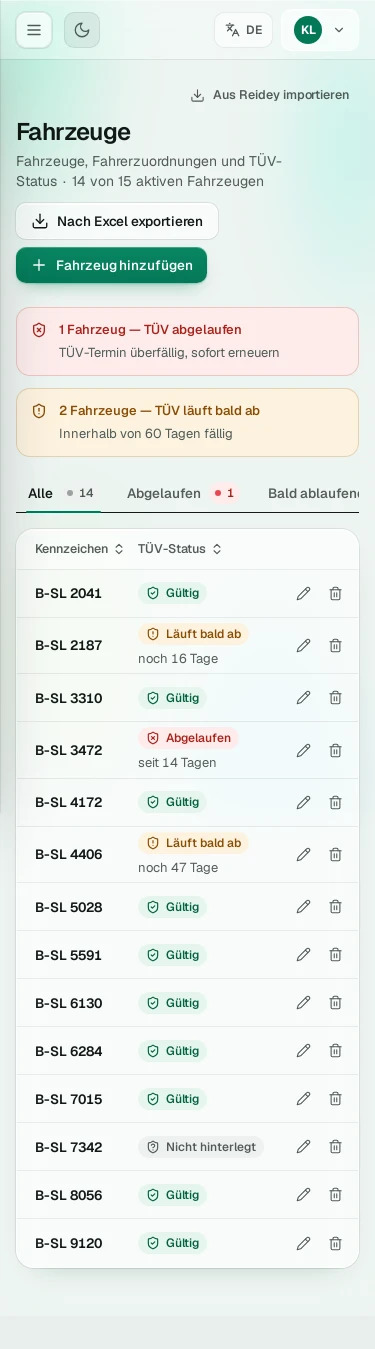 DE
KL
Aus Reidey importieren
Fahrzeuge
Fahrzeuge, Fahrerzuordnungen und TÜV-
Status · 14 von 15 aktiven Fahrzeugen
Nach Excel exportieren
Fahrzeug hinzufügen
1 Fahrzeug — TÜV abgelaufen
TÜV-Termin überfällig, sofort erneuern
2 Fahrzeuge — TÜV läuft bald ab
Innerhalb von 60 Tagen fällig
Alle 14 Abgelaufen 1 Bald ablaufend
Kennzeichen TÜV-Status
B-SL 2041 Gültig
B-SL 2187 Läuft bald ab
noch 16 Tage
B-SL 3310 Gültig
B-SL 3472 Abgelaufen
seit 14 Tagen
B-SL 4172 Gültig
B-SL 4406 Läuft bald ab
noch 47 Tage
B-SL 5028 Gültig
B-SL 5591 Gültig
B-SL 6130 Gültig
B-SL 6284 Gültig
B-SL 7015 Gültig
B-SL 7342 Nicht hinterlegt
B-SL 8056 Gültig
B-SL 9120 Gültig